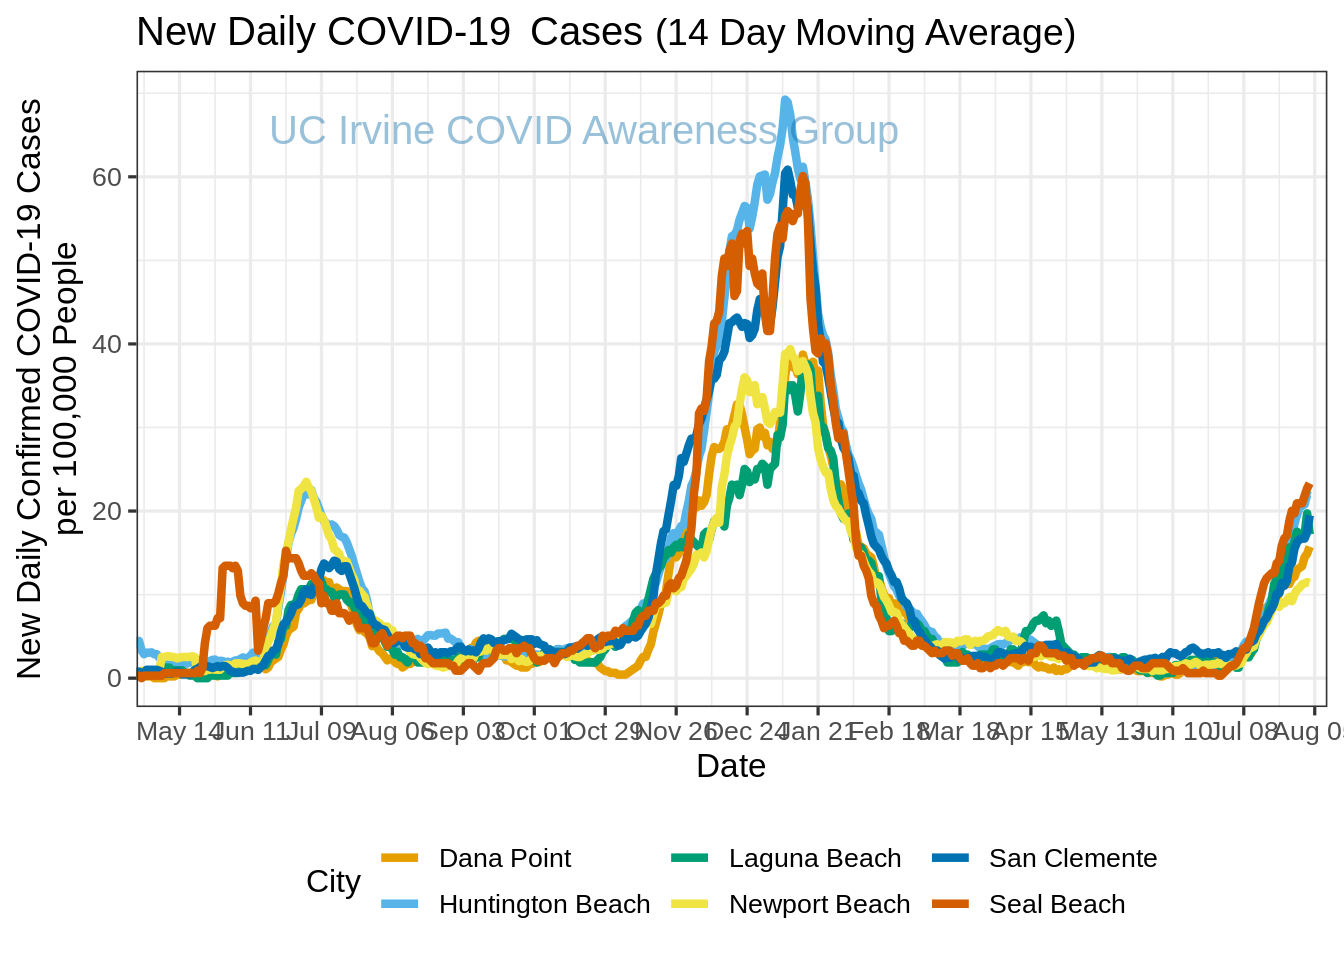 New Daily COVID-19 Cases (14 Day Moving Average)
UC Irvine COVID Awareness Group
New Daily Confirmed COVID-19 Cases
per 100,000 People
60
40
20
0
May 14 Jun 11 Jul 09 Aug 06 Sep 03 Oct 01 Oct 29 Nov 26 Dec 24 Jan 21 Feb 18 Mar 18 Apr 15 May 13 Jun 10 Jul 08 Aug
Date
City
Dana Point Laguna Beach San Clemente
Huntington Beach Newport Beach Seal Beach